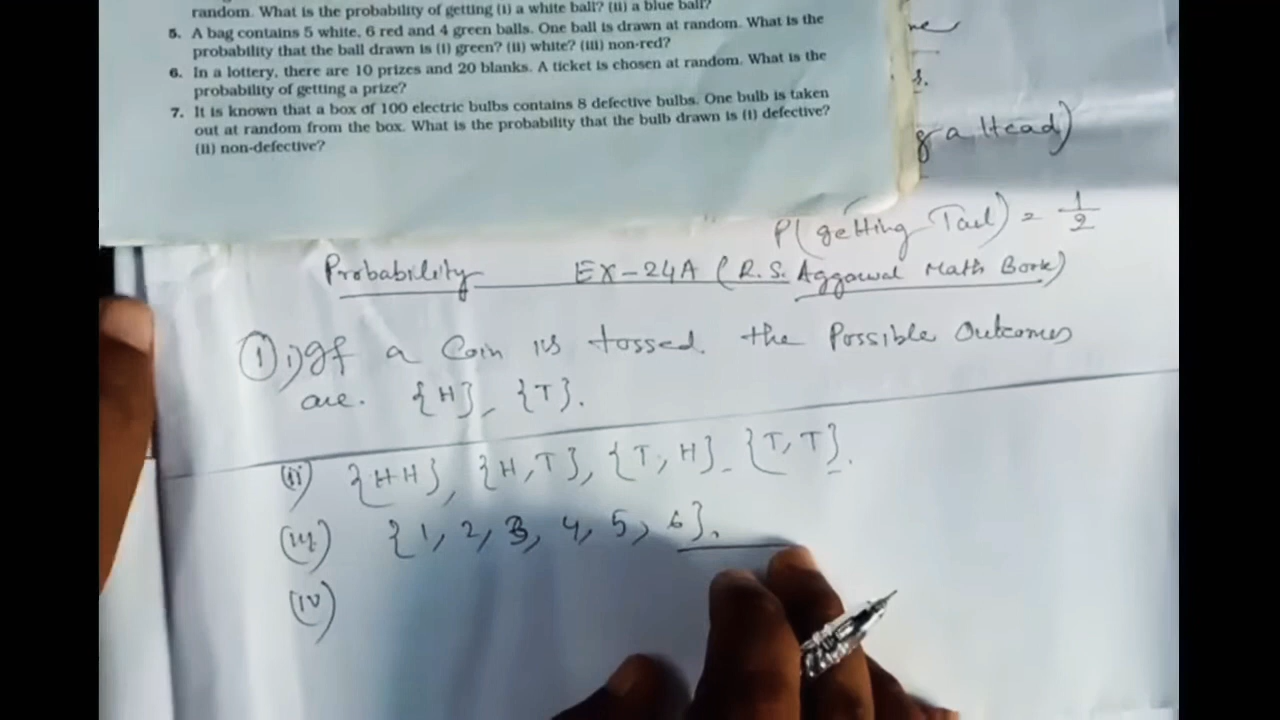 random. What is the probability of getting (i) a white ball? (ii) a blue ball?
5. A bag contains 5 white, 6 red and 4 green balls. One ball is drawn at random. What is the
probability that the ball drawn is (i) green? (ii) white? (iii) non-red?
6. In a lottery, there are 10 prizes and 20 blanks. A ticket is chosen at random. What is the
probability of getting a prize?
7. It is known that a box of 100 electric bulbs contains 8 defective bulbs. One bulb is taken
out at random from the box. What is the probability that the bulb drawn is (i) defective?
(ii) non-defective?
g a Head)
P(getting Tail) = 1/2
Probability EX-24A (R.S. Aggarwal Math Book)
(1) i) If a Coin is tossed. the Possible Outcomes
are. {H}, {T}.
(ii) {HH}, {H,T}, {T,H} {T,T}.
(iii) {1, 2, 3, 4, 5, 6}.
(iv)